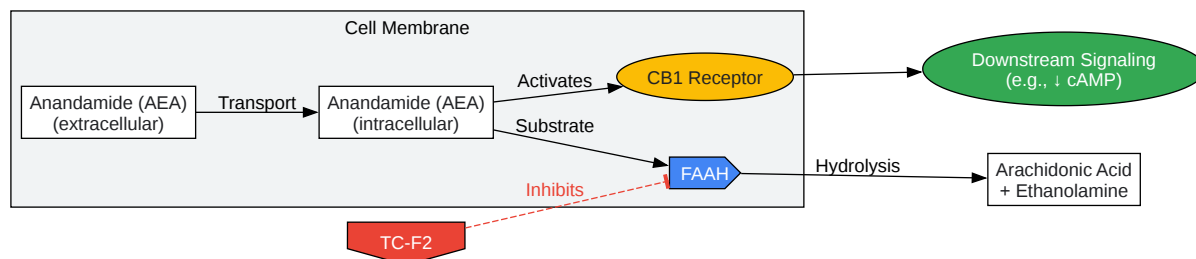 Cell Membrane
Anandamide (AEA)
(extracellular)
Transport
Anandamide (AEA)
(intracellular)
Activates
CB1 Receptor
Downstream Signaling
(e.g., ↓ cAMP)
Substrate
FAAH
Hydrolysis
Arachidonic Acid
+ Ethanolamine
Inhibits
TC-F2